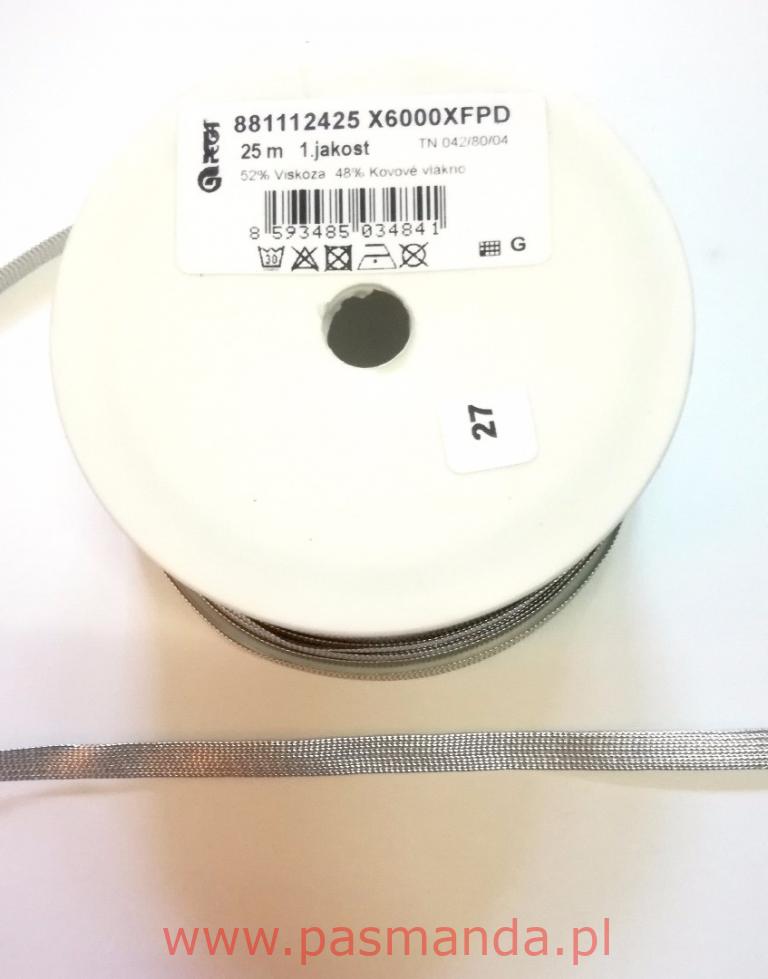 PEGA
881112425 X6000XFPD
25 m 1.jakost TN 042/80/04
52% Viskoza 48% Kovové vlákno
8 593485 034841
30
G
27
www.pasmanda.pl